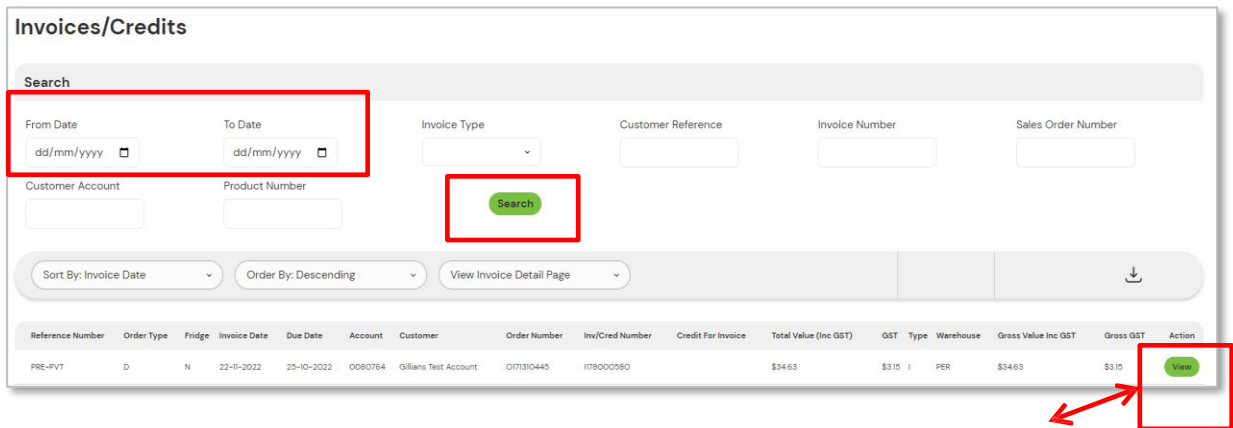 Invoices/Credits
Search
From Date To Date Invoice Type Customer Reference Invoice Number Sales Order Number
dd/mm/yyyy dd/mm/yyyy
Customer Account Product Number
Search
Sort By: Invoice Date Order By: Descending View Invoice Detail Page
Reference Number Order Type Fridge Invoice Date Due Date Account Customer Order Number Inv/Cred Number Credit For Invoice Total Value (Inc GST) GST Type Warehouse Gross Value Inc GST Gross GST Action
PRE-PVT D N 22-11-2022 25-10-2022 0080764 Gillians Test Account O171310445 I178000580 $34.63 $3.15 I PER $34.63 $3.15 View